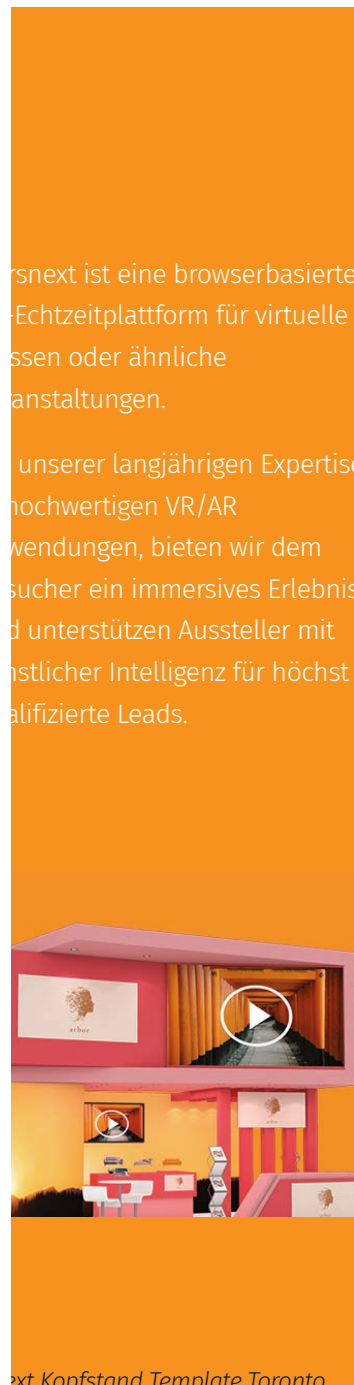 rsnext ist eine browserbasierte
-Echtzeitplattform für virtuelle
ssen oder ähnliche
ranstaltungen.
unserer langjährigen Expertise
hochwertigen VR/AR
wendungen, bieten wir dem
sucher ein immersives Erlebnis
d unterstützen Aussteller mit
nstlicher Intelligenz für höchst
alifizierte Leads.
arbor
ext Kopfstand Template Toronto